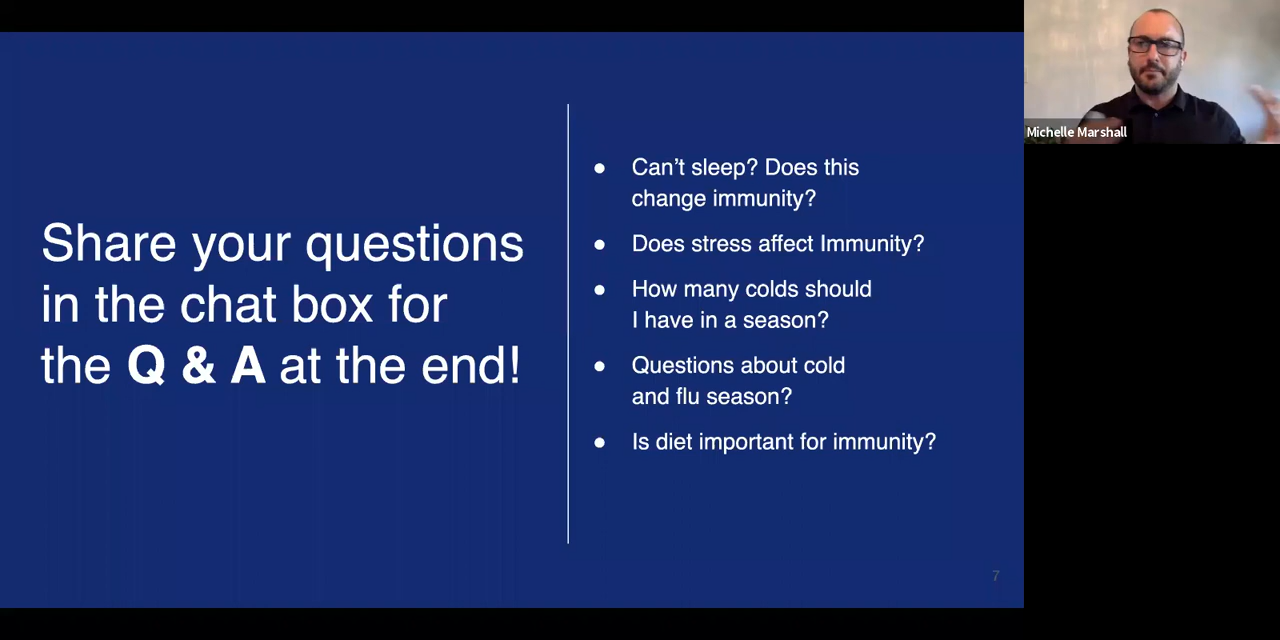 Share your questions
in the chat box for
the Q & A at the end!
● Can't sleep? Does this
change immunity?
● Does stress affect Immunity?
● How many colds should
I have in a season?
● Questions about cold
and flu season?
● Is diet important for immunity?
7
Michelle Marshall